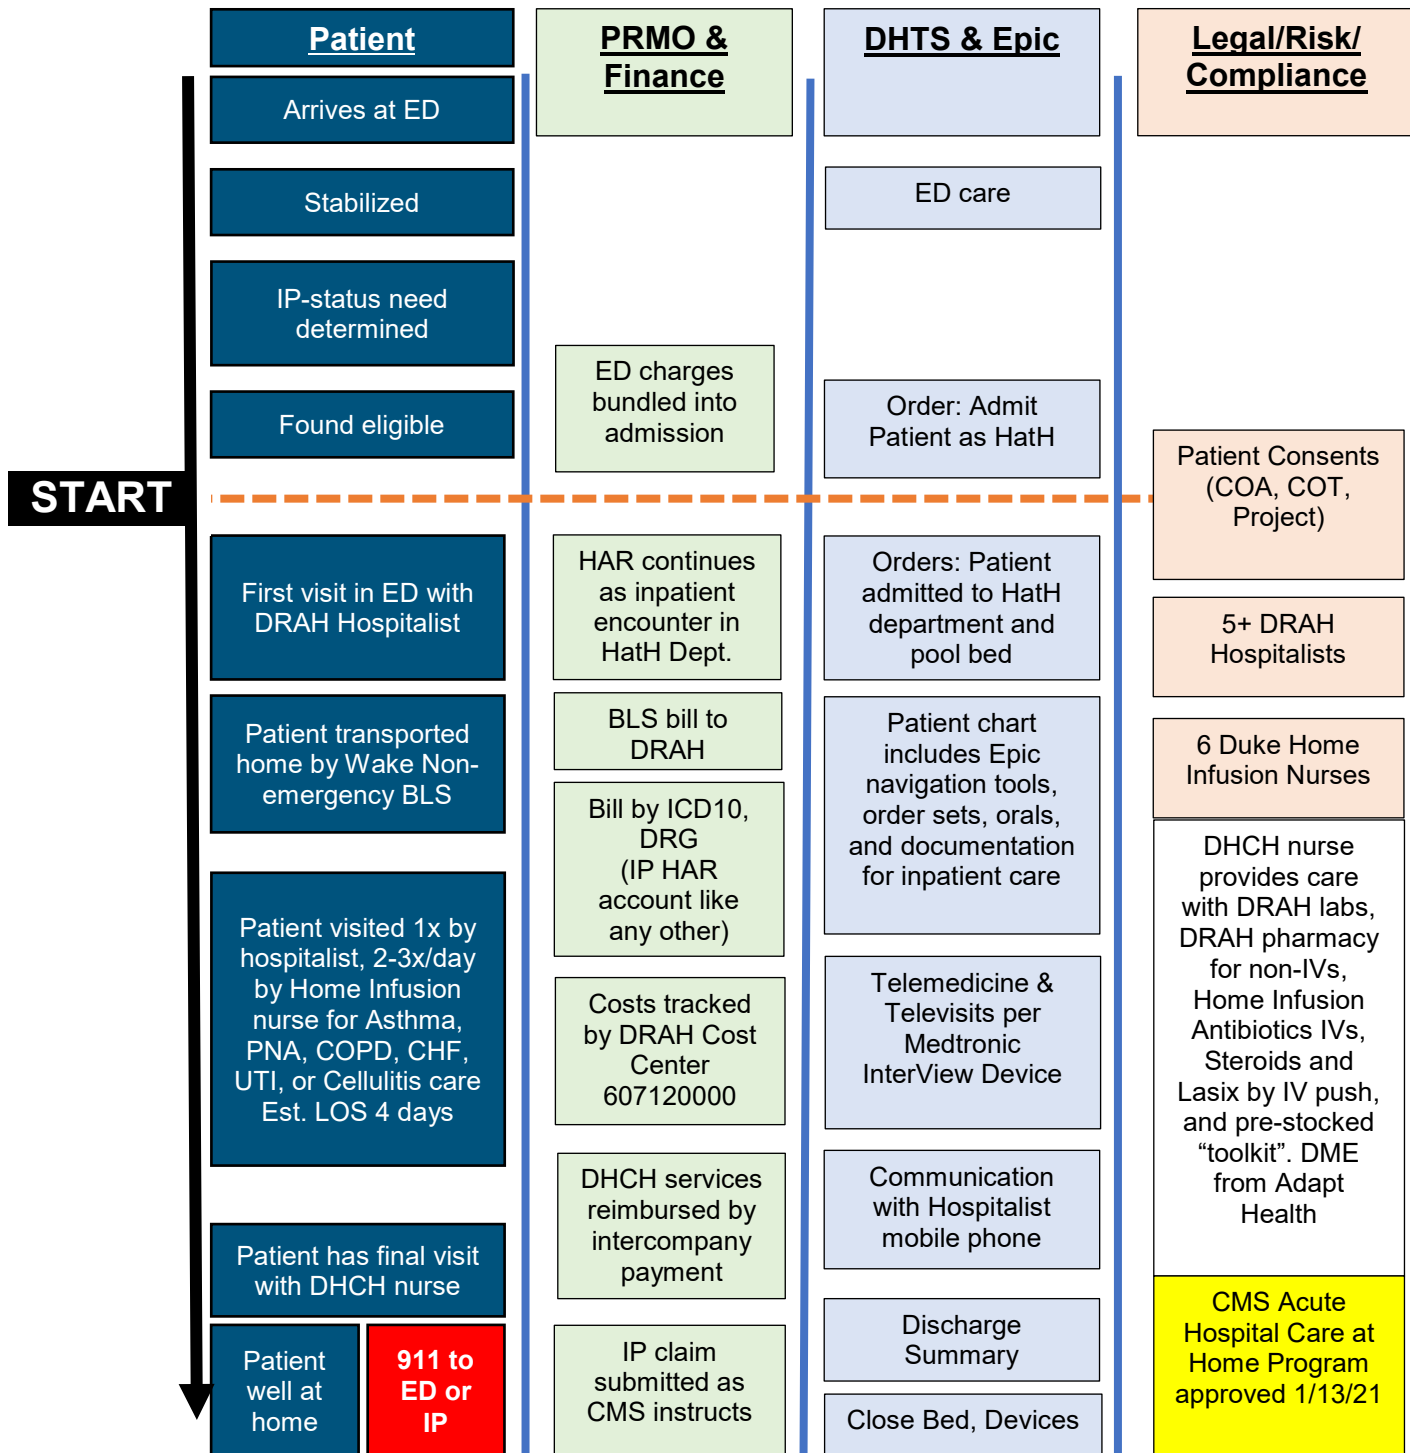 Patient
Arrives at ED
Stabilized
IP-status need
determined
Found eligible
START
First visit in ED with
DRAH Hospitalist
Patient transported
home by Wake Non-
emergency BLS
Patient visited 1x by
hospitalist, 2-3x/day
by Home Infusion
nurse for Asthma,
PNA, COPD, CHF,
UTI, or Cellulitis care
Est. LOS 4 days
Patient has final visit
with DHCH nurse
Patient
well at
home
911 to
ED or
IP
PRMO &
Finance
ED charges
bundled into
admission
HAR continues
as inpatient
encounter in
HatH Dept.
BLS bill to
DRAH
Bill by ICD10,
DRG
(IP HAR
account like
any other)
Costs tracked
by DRAH Cost
Center
607120000
DHCH services
reimbursed by
intercompany
payment
IP claim
submitted as
CMS instructs
DHTS & Epic
ED care
Order: Admit
Patient as HatH
Orders: Patient
admitted to HatH
department and
pool bed
Patient chart
includes Epic
navigation tools,
order sets, orals,
and documentation
for inpatient care
Telemedicine &
Televisits per
Medtronic
InterView Device
Communication
with Hospitalist
mobile phone
Discharge
Summary
Close Bed, Devices
Legal/Risk/
Compliance
Patient Consents
(COA, COT,
Project)
5+ DRAH
Hospitalists
6 Duke Home
Infusion Nurses
DHCH nurse
provides care
with DRAH labs,
DRAH pharmacy
for non-IVs,
Home Infusion
Antibiotics IVs,
Steroids and
Lasix by IV push,
and pre-stocked
“toolkit”. DME
from Adapt
Health
CMS Acute
Hospital Care at
Home Program
approved 1/13/21